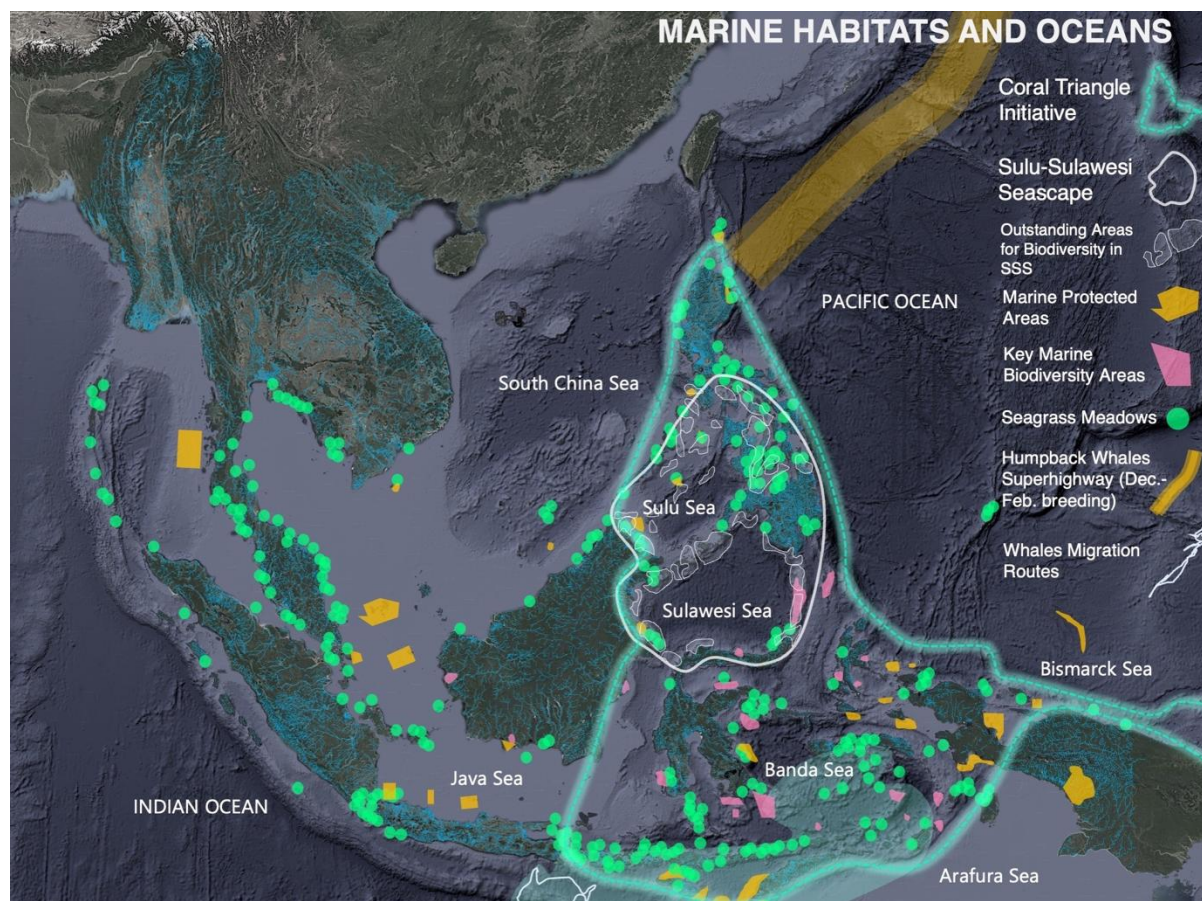 MARINE HABITATS AND OCEANS
Coral Triangle
Initiative
Sulu-Sulawesi
Seascape
Outstanding Areas
for Biodiversity in
SSS
Marine Protected
Areas
Key Marine
Biodiversity Areas
Seagrass Meadows
Humpback Whales
Superhighway (Dec.-
Feb. breeding)
Whales Migration
Routes
PACIFIC OCEAN
South China Sea
Sulu Sea
Sulawesi Sea
Bismarck Sea
Banda Sea
Java Sea
INDIAN OCEAN
Arafura Sea